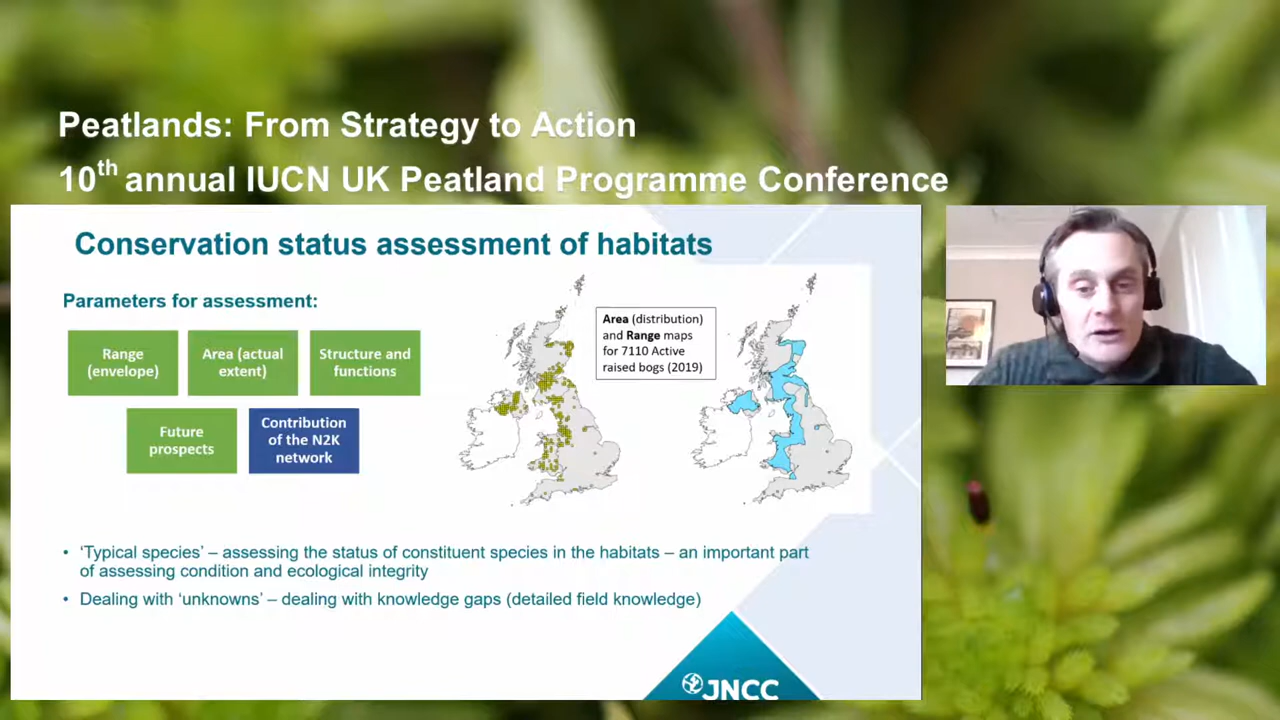 Peatlands: From Strategy to Action
10th annual IUCN UK Peatland Programme Conference
Conservation status assessment of habitats
Parameters for assessment:
Range
(envelope)
Area (actual
extent)
Structure and
functions
Future
prospects
Contribution
of the N2K
network
Area (distribution)
and Range maps
for 7110 Active
raised bogs (2019)
• ‘Typical species’ – assessing the status of constituent species in the habitats – an important part
of assessing condition and ecological integrity
• Dealing with ‘unknowns’ – dealing with knowledge gaps (detailed field knowledge)
JNCC